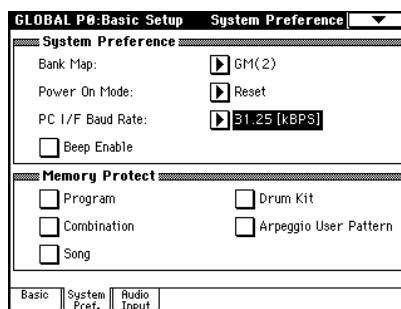 GLOBAL P0:Basic Setup System Preference
System Preference
Bank Map: GM(2)
Power On Mode: Reset
PC I/F Baud Rate: 31.25 [kBPS]
Beep Enable
Memory Protect
Program Drum Kit
Combination Arpeggio User Pattern
Song
Basic System Pref. Audio Input